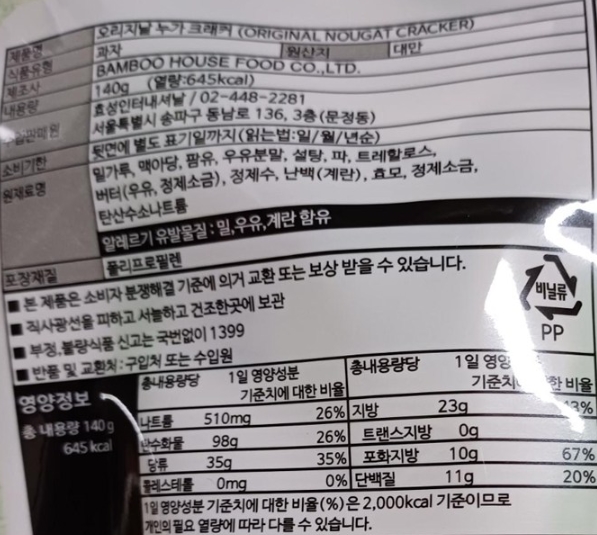 제품명 오리지날 누가 크래커 (ORIGINAL NOUGAT CRACKER)
식품유형 과자 원산지 대만
제조사 BAMBOO HOUSE FOOD CO.,LTD.
내용량 140g (열량:645kcal)
수입판매원 효성인터내셔날 / 02-448-2281
서울특별시 송파구 동남로 136, 3층(문정동)
소비기한 뒷면에 별도 표기일까지(읽는법:일/월/년순)
원재료명 밀가루, 맥아당, 팜유, 우유분말, 설탕, 파, 트레할로스,
버터(우유, 정제소금), 정제수, 난백(계란), 효모, 정제소금,
탄산수소나트륨
알레르기 유발물질 : 밀,우유,계란 함유
포장재질 폴리프로필렌
■ 본 제품은 소비자 분쟁해결 기준에 의거 교환 또는 보상 받을 수 있습니다.
■ 직사광선을 피하고 서늘하고 건조한곳에 보관
■ 부정,불량식품 신고는 국번없이 1399
■ 반품 및 교환처 : 구입처 또는 수입원
비닐류
PP
영양정보
총 내용량 140g
645 kcal
총내용량당 1일 영양성분 기준치에 대한 비율 총내용량당 1일 영양 한 비율
나트륨 510mg 26% 지방 23g
탄수화물 98g 26% 트랜스지방 0g
당류 35g 35% 포화지방 10g 67%
콜레스테롤 0mg 0% 단백질 11g 20%
1일 영양성분 기준치에 대한 비율(%)은 2,000kcal 기준이므로
개인의 필요 열량에 따라 다를 수 있습니다.